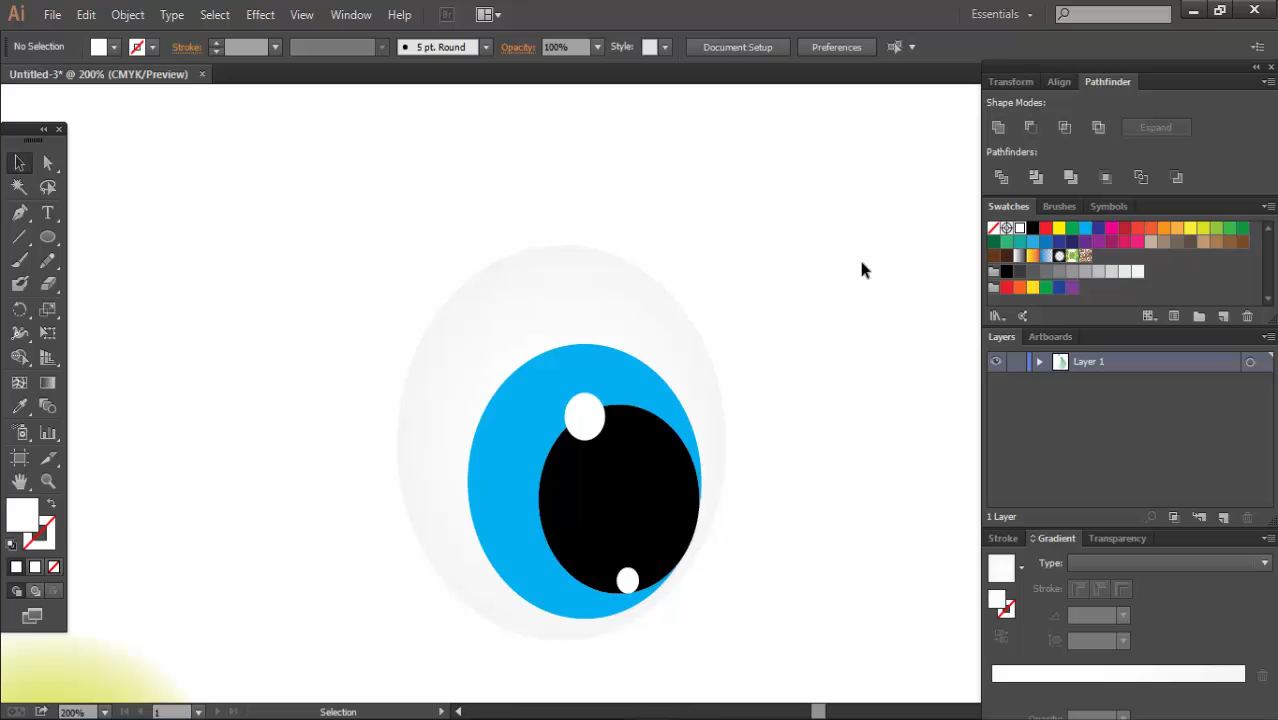 Ai File Edit Object Type Select Effect View Window Help Br Essentials
No Selection Stroke: 5 pt. Round Opacity: 100% Style: Document Setup Preferences
Untitled-3* @ 200% (CMYK/Preview)
Transform Align Pathfinder
Shape Modes:
Expand
Pathfinders:
Swatches Brushes Symbols
Layers Artboards
Layer 1
1 Layer
Stroke Gradient Transparency
Type:
Stroke:
200% 1 Selection